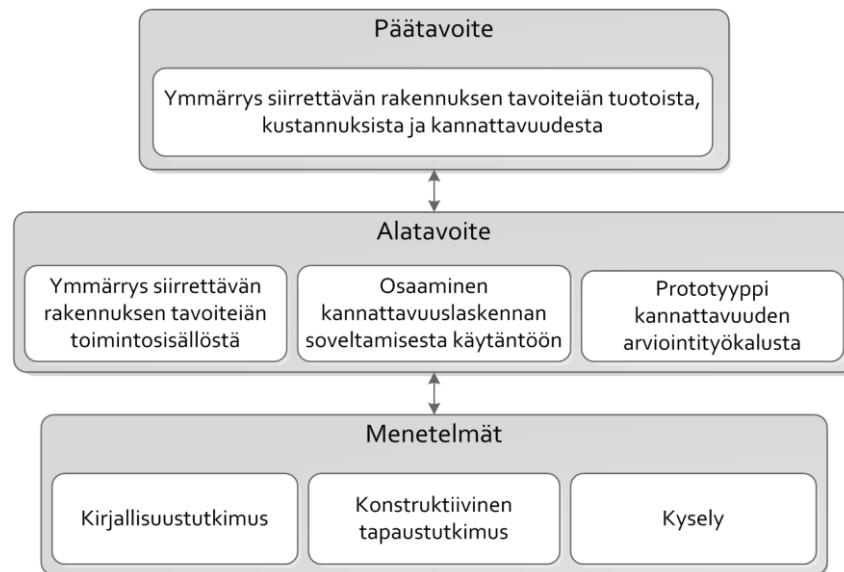 Päätavoite
Ymmärrys siirrettävän rakennuksen tavoiteiän tuotoista,
kustannuksista ja kannattavuudesta
Alatavoite
Ymmärrys siirrettävän
rakennuksen tavoiteiän
toimintosisällöstä
Osaaminen
kannattavuuslaskennan
soveltamisesta käytäntöön
Prototyyppi
kannattavuuden
arviointityökalusta
Menetelmät
Kirjallisuustutkimus
Konstruktiivinen
tapaustutkimus
Kysely